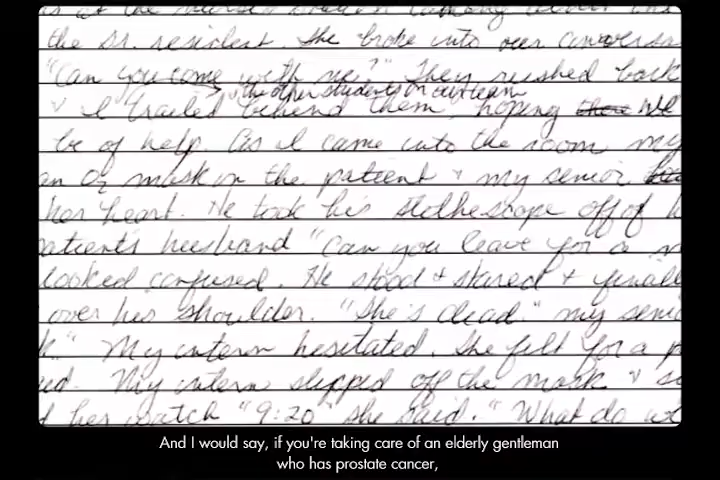 the sr. resident. She broke into our conversa
"Can you come with me?" They rushed back
the other students on our team
& I trailed behind them, hoping there we
be of help. As I came into the room my
an O2 mask on the patient & my senior
her heart. He took his stethescope off of h
patient's husband "Can you leave for a m
looked confused. He stood & stared & finall
over his shoulder. "She's dead." my seni
k." My intern hesitated. She felt for a p
ed. My intern slipped off the mask & s
d her watch "9:20" she said. "What do we
And I would say, if you're taking care of an elderly gentleman
who has prostate cancer,